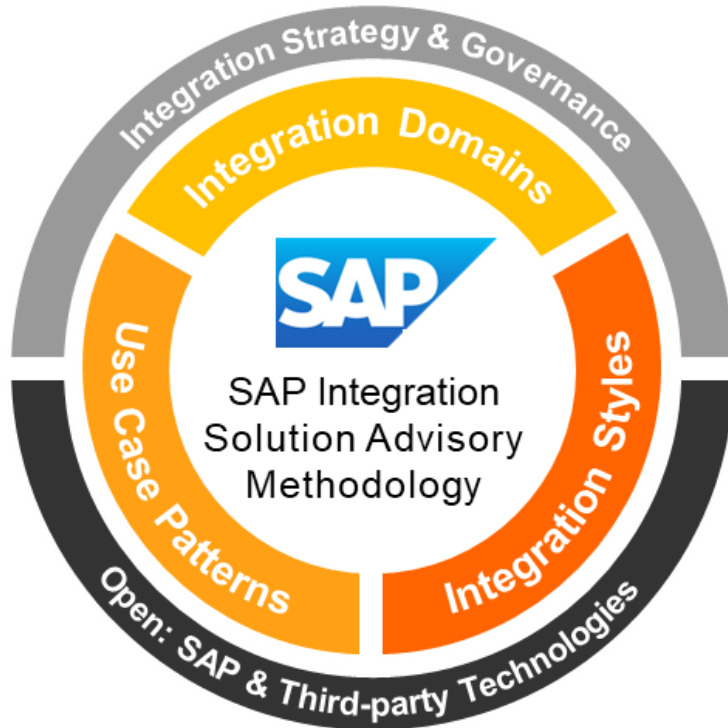 Integration Strategy & Governance
Integration Domains
Use Case Patterns
Integration Styles
SAP
SAP Integration
Solution Advisory
Methodology
Open: SAP & Third-party Technologies